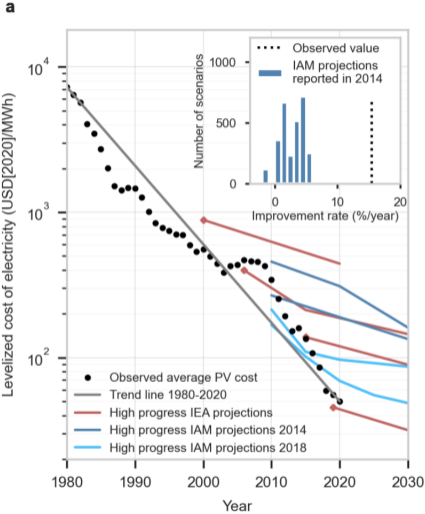 a
Levelized cost of electricity (USD[2020]/MWh)
10⁴
10³
10²
1980
1990
2000
2010
2020
2030
Year
Observed average PV cost
Trend line 1980-2020
High progress IEA projections
High progress IAM projections 2014
High progress IAM projections 2018
Number of scenarios
1000
500
0
0
10
20
Improvement rate (%/year)
Observed value
IAM projections
reported in 2014